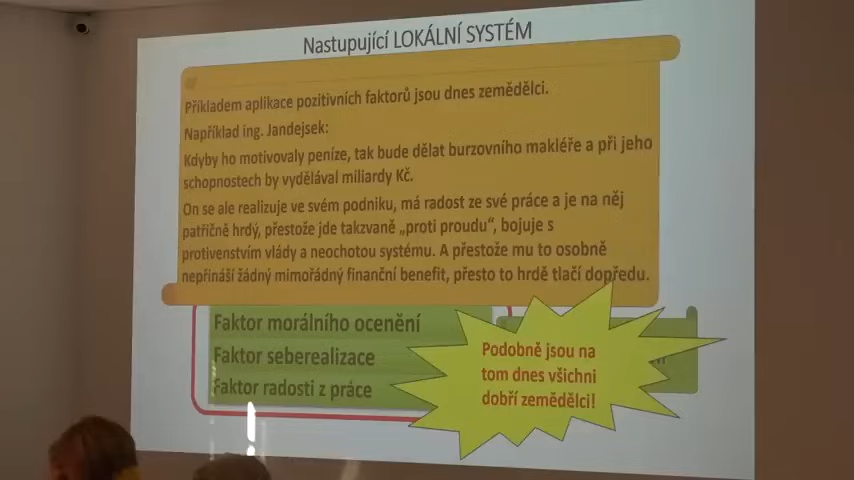 Nastupující LOKÁLNÍ SYSTÉM
Příkladem aplikace pozitivních faktorů jsou dnes zemědělci.
Například ing. Jandejsek:
Kdyby ho motivovaly peníze, tak bude dělat burzovního makléře a při jeho
schopnostech by vydělával miliardy Kč.
On se ale realizuje ve svém podniku, má radost ze své práce a je na něj
patřičně hrdý, přestože jde takzvaně „proti proudu“, bojuje s
protivenstvím vlády a neochotou systému. A přestože mu to osobně
nepřináší žádný mimořádný finanční benefit, přesto to hrdě tlačí dopředu.
Faktor morálního ocenění
Faktor seberealizace
Faktor radosti z práce
Podobně jsou na
tom dnes všichni
dobří zemědělci!